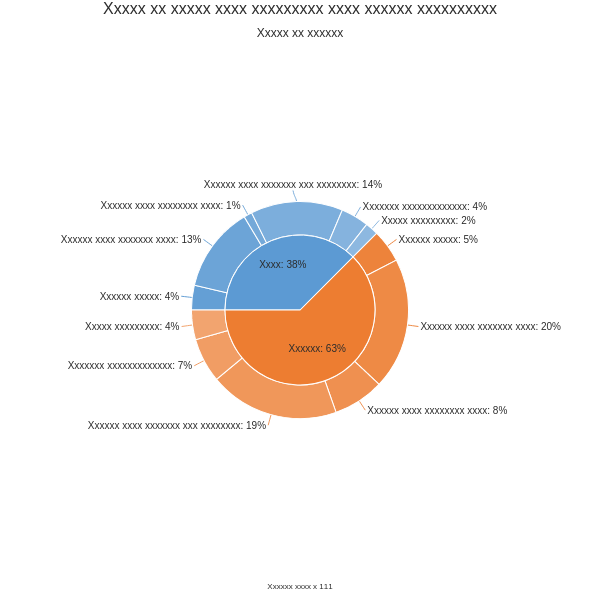 Xxxxx xx xxxxx xxxx xxxxxxxxx xxxx xxxxxx xxxxxxxxxx
Xxxxx xx xxxxxx
Xxxxxx xxxx xxxxxxx xxx xxxxxxxx: 14%
Xxxxxx xxxx xxxxxxxx xxxx: 1%
Xxxxxxx xxxxxxxxxxxxx: 4%
Xxxxx xxxxxxxxx: 2%
Xxxxxx xxxx xxxxxxx xxxx: 13%
Xxxxxx xxxxx: 5%
Xxxx: 38%
Xxxxxx xxxxx: 4%
Xxxxx xxxxxxxxx: 4%
Xxxxxx xxxx xxxxxxx xxxx: 20%
Xxxxxx: 63%
Xxxxxxx xxxxxxxxxxxxx: 7%
Xxxxxx xxxx xxxxxxxx xxxx: 8%
Xxxxxx xxxx xxxxxxx xxx xxxxxxxx: 19%
Xxxxxx xxxx x 111